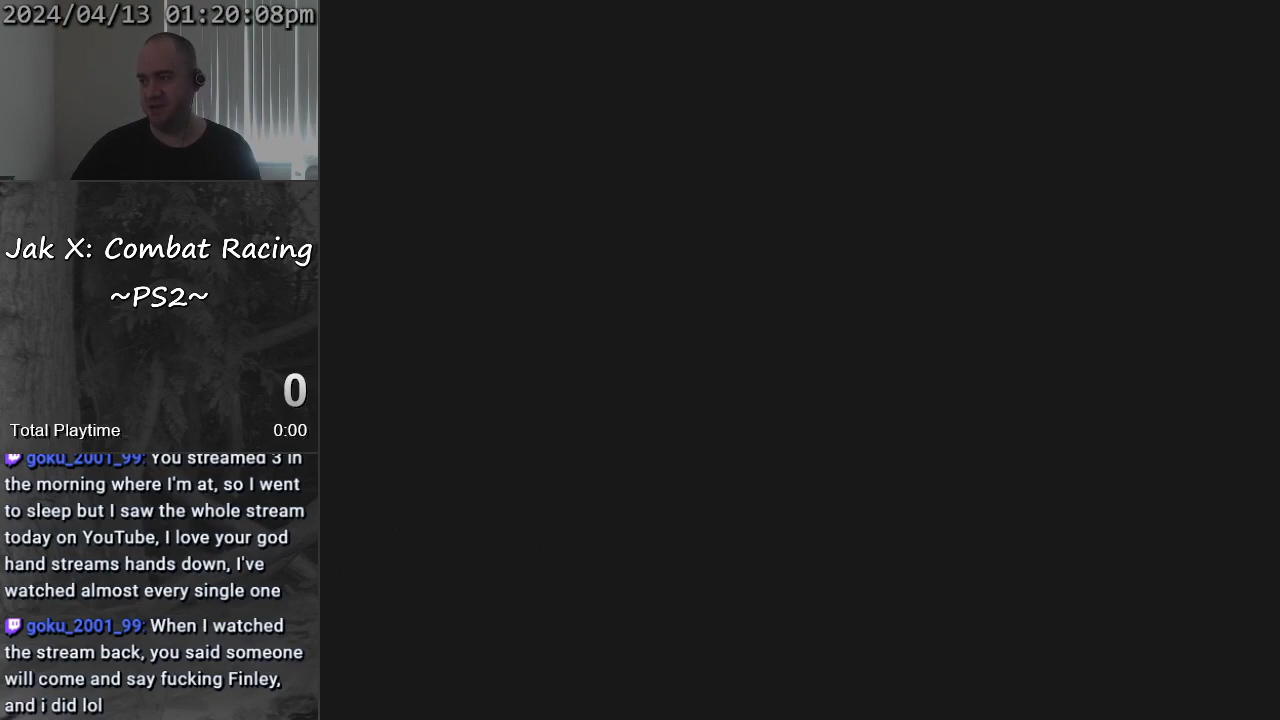 2024/04/13 01:20:08pm
Jak X: Combat Racing
~PS2~
0
Total Playtime 0:00
goku_2001_99: You streamed 3 in
the morning where I'm at, so I went
to sleep but I saw the whole stream
today on YouTube, I love your god
hand streams hands down, I've
watched almost every single one
goku_2001_99: When I watched
the stream back, you said someone
will come and say fucking Finley,
and i did lol